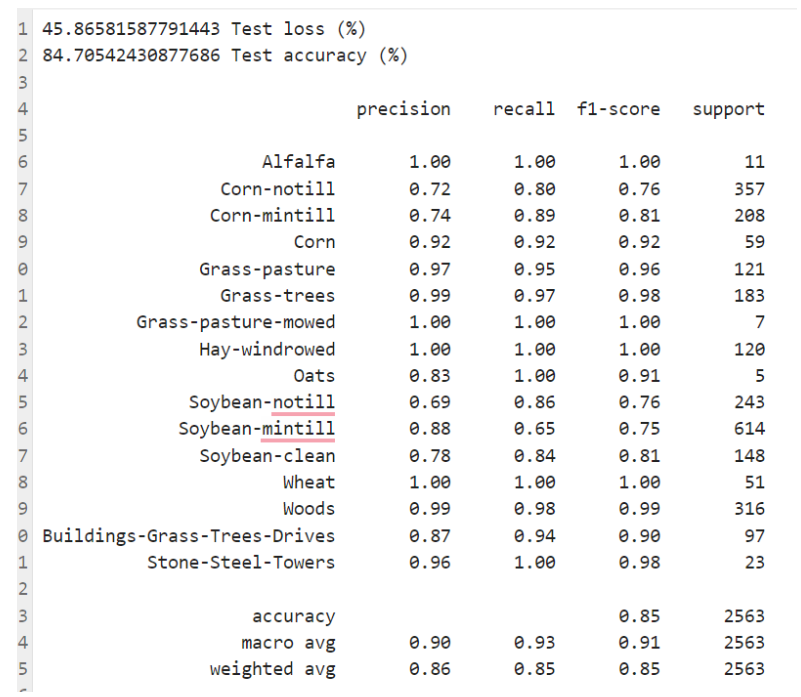 1 45.86581587791443 Test loss (%)
2 84.70542430877686 Test accuracy (%)
3
4 precision recall f1-score support
5
6 Alfalfa 1.00 1.00 1.00 11
7 Corn-notill 0.72 0.80 0.76 357
8 Corn-mintill 0.74 0.89 0.81 208
9 Corn 0.92 0.92 0.92 59
0 Grass-pasture 0.97 0.95 0.96 121
1 Grass-trees 0.99 0.97 0.98 183
2 Grass-pasture-mowed 1.00 1.00 1.00 7
3 Hay-windrowed 1.00 1.00 1.00 120
4 Oats 0.83 1.00 0.91 5
5 Soybean-notill 0.69 0.86 0.76 243
6 Soybean-mintill 0.88 0.65 0.75 614
7 Soybean-clean 0.78 0.84 0.81 148
8 Wheat 1.00 1.00 1.00 51
9 Woods 0.99 0.98 0.99 316
0 Buildings-Grass-Trees-Drives 0.87 0.94 0.90 97
1 Stone-Steel-Towers 0.96 1.00 0.98 23
2
3 accuracy 0.85 2563
4 macro avg 0.90 0.93 0.91 2563
5 weighted avg 0.86 0.85 0.85 2563